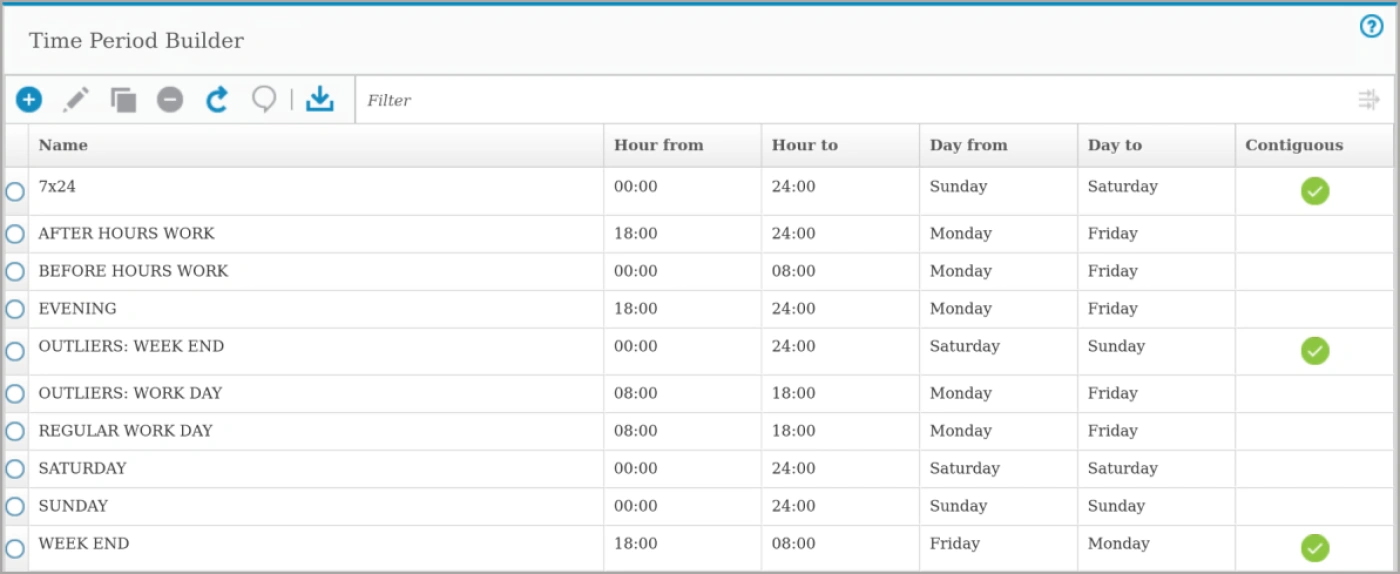 Time Period Builder
?
Filter
Name Hour from Hour to Day from Day to Contiguous
7x24 00:00 24:00 Sunday Saturday
AFTER HOURS WORK 18:00 24:00 Monday Friday
BEFORE HOURS WORK 00:00 08:00 Monday Friday
EVENING 18:00 24:00 Monday Friday
OUTLIERS: WEEK END 00:00 24:00 Saturday Sunday
OUTLIERS: WORK DAY 08:00 18:00 Monday Friday
REGULAR WORK DAY 08:00 18:00 Monday Friday
SATURDAY 00:00 24:00 Saturday Saturday
SUNDAY 00:00 24:00 Sunday Sunday
WEEK END 18:00 08:00 Friday Monday